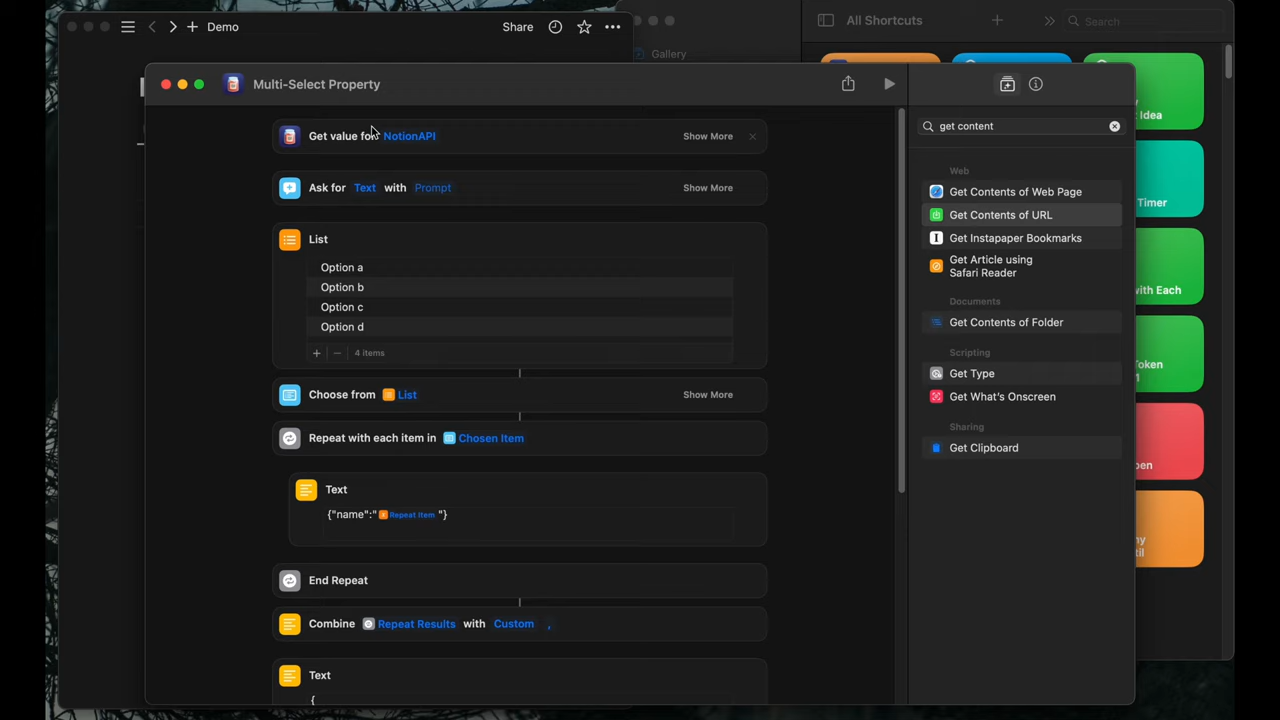 Demo
Share
All Shortcuts
Search
Gallery
Multi-Select Property
Get value for NotionAPI
Show More
Ask for Text with Prompt
Show More
List
Option a
Option b
Option c
Option d
4 items
Choose from List
Show More
Repeat with each item in Chosen Item
Text
{"name":" Repeat Item "}
End Repeat
Combine Repeat Results with Custom ,
Text
{
get content
Web
Get Contents of Web Page
Get Contents of URL
Get Instapaper Bookmarks
Get Article using
Safari Reader
Documents
Get Contents of Folder
Scripting
Get Type
Get What's Onscreen
Sharing
Get Clipboard
Idea
Timer
with Each
Token
1